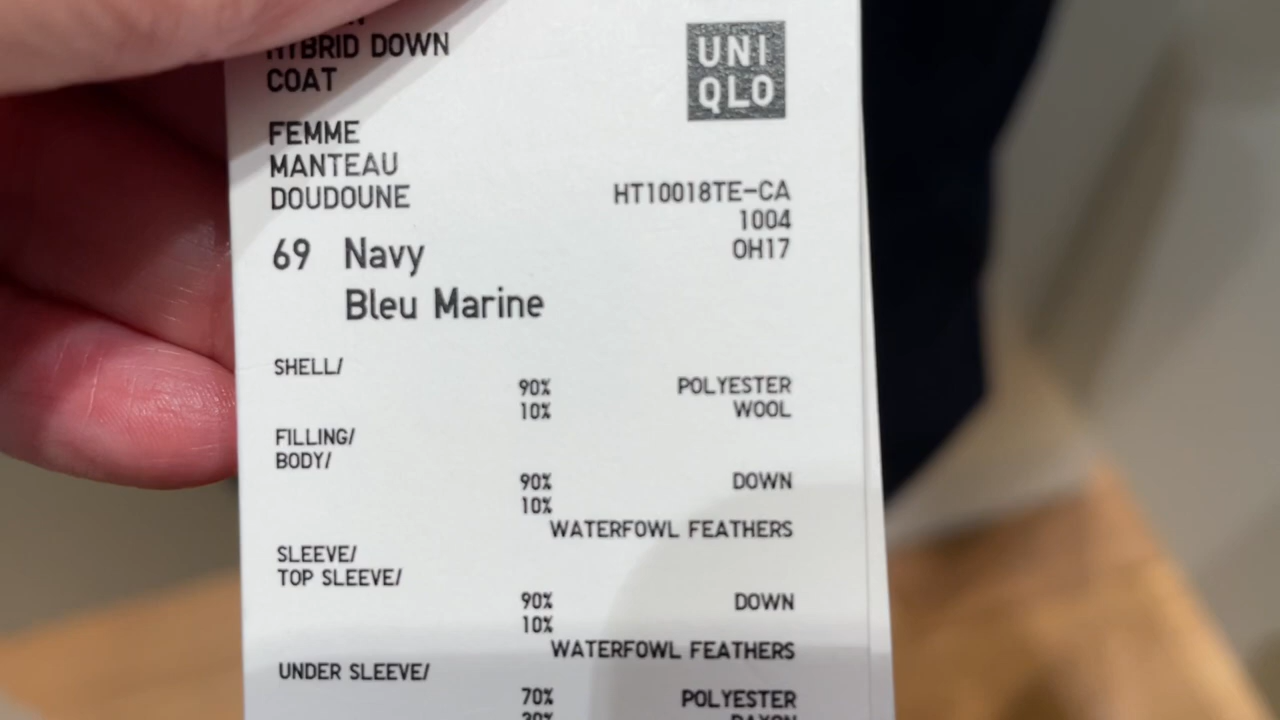 HYBRID DOWN
COAT
UNI
QLO
FEMME
MANTEAU
DOUDOUNE
HT10018TE-CA
1004
OH17
69 Navy
Bleu Marine
SHELL/
90% POLYESTER
10% WOOL
FILLING/
BODY/
90% DOWN
10%
WATERFOWL FEATHERS
SLEEVE/
TOP SLEEVE/
90% DOWN
10%
WATERFOWL FEATHERS
UNDER SLEEVE/
70% POLYESTER
30% RAYON